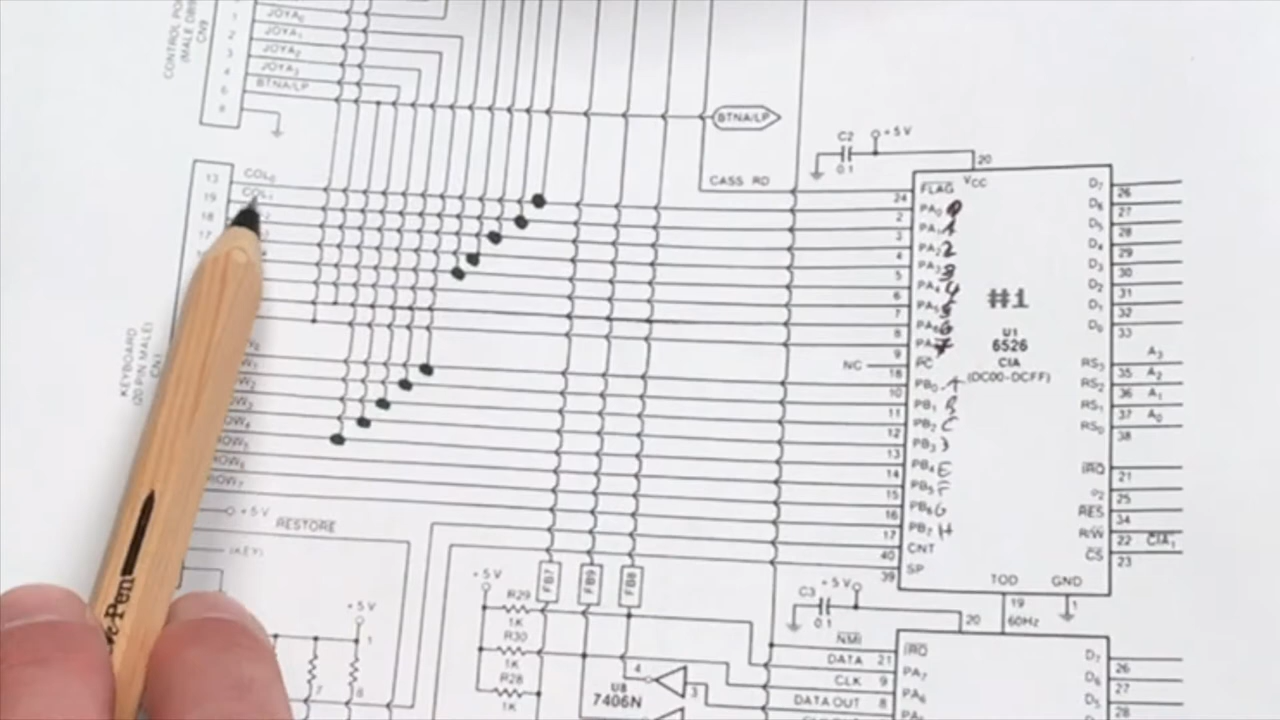 CONTROL PO
(MALE DB9
CN9
1
2
3
4
6
8
JOYA0
JOYA1
JOYA2
JOYA3
BTNA/LP
BTNA/LP
CASS RD
C2
0.1
+5V
20
VCC
KEYBOARD
(20 PIN MALE)
CN1
13 COL0
19 COL1
18
17
ROW5
ROW6
ROW7
+5V
RESTORE
(KEY)
24 FLAG
2 PA0 0
3 PA1 1
4 PA2 2
5 PA3 3
6 PA4 4
7 PA5 5
8 PA6 6
9 PA7 7
NC 18 PC
10 PB0 A
11 PB1 B
12 PB2 C
13 PB3 D
14 PB4 E
15 PB5 F
16 PB6 G
17 PB7 H
40 CNT
39 SP
#1
U1
6526
CIA
(DC00-DCFF)
D7 26
D6 27
D5 28
D4 29
D3 30
D2 31
D1 32
D0 33
RS3 35 A3
RS2 36 A2
RS1 37 A1
RS0 38 A0
IRQ 21
ø2 25
RES 34
R/W 22
CS 23 CIA1
TOD GND
19 1
60Hz
+5V
1
7
8
+5V
R29
1K
R30
1K
R28
1K
FB7
FB9
FB8
4
3
U8
7406N
C3
0.1
+5V
20
NMI
DATA 21
CLK 9
DATA OUT 8
IRQ
PA7
PA6
D7 26
D6 27
D5 28
Pen